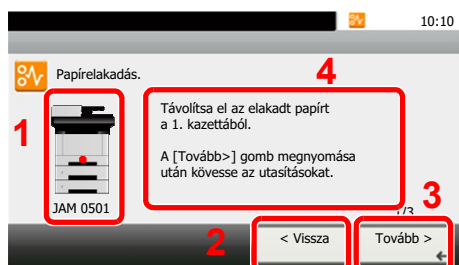 10:10
Papírelakadás.
4
1
Távolítsa el az elakadt papírt
a 1. kazettából.
A [Tovább>] gomb megnyomása
után kövesse az utasításokat.
JAM 0501
3
1/3
2
< Vissza
Tovább >